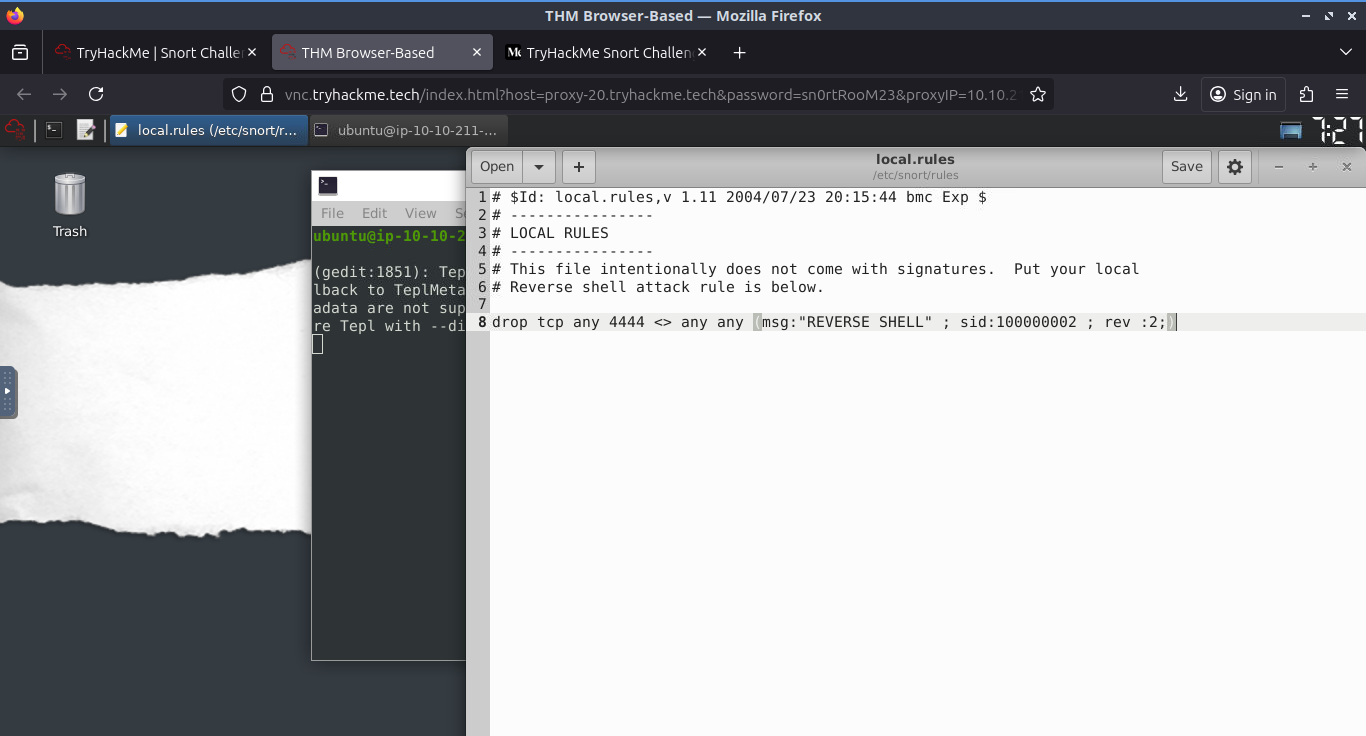 THM Browser-Based — Mozilla Firefox
TryHackMe | Snort Challe
THM Browser-Based
TryHackMe Snort Challen
vnc.tryhackme.tech/index.html?host=proxy-20.tryhackme.tech&password=sn0rtRooM23&proxyIP=10.10.2
Sign in
local.rules (/etc/snort/r...
ubuntu@ip-10-10-211-...
Trash
File Edit View
ubuntu@ip-10-10-2
(gedit:1851): Tep
lback to TeplMeta
adata are not sup
re Tepl with --di
Open
local.rules
/etc/snort/rules
Save
1 # $Id: local.rules,v 1.11 2004/07/23 20:15:44 bmc Exp $
2 # ----------------
3 # LOCAL RULES
4 # ----------------
5 # This file intentionally does not come with signatures.  Put your local
6 # Reverse shell attack rule is below.
7
8 drop tcp any 4444 <> any any (msg:"REVERSE SHELL" ; sid:100000002 ; rev :2;)